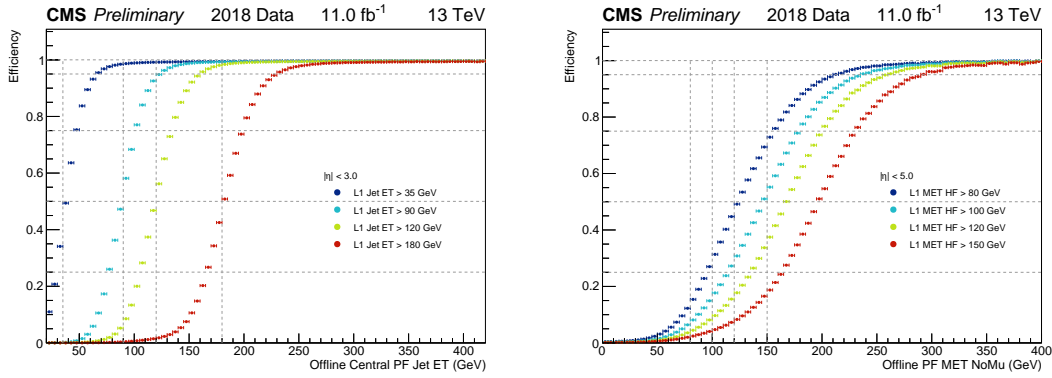 CMS Preliminary 2018 Data 11.0 fb-1 13 TeV
Efficiency
1
0.8
0.6
0.4
0.2
0
|η| < 3.0
L1 Jet ET > 35 GeV
L1 Jet ET > 90 GeV
L1 Jet ET > 120 GeV
L1 Jet ET > 180 GeV
50 100 150 200 250 300 350 400
Offline Central PF Jet ET (GeV)
CMS Preliminary 2018 Data 11.0 fb-1 13 TeV
Efficiency
1
0.8
0.6
0.4
0.2
0
|η| < 5.0
L1 MET HF > 80 GeV
L1 MET HF > 100 GeV
L1 MET HF > 120 GeV
L1 MET HF > 150 GeV
0 50 100 150 200 250 300 350 400
Offline PF MET NoMu (GeV)